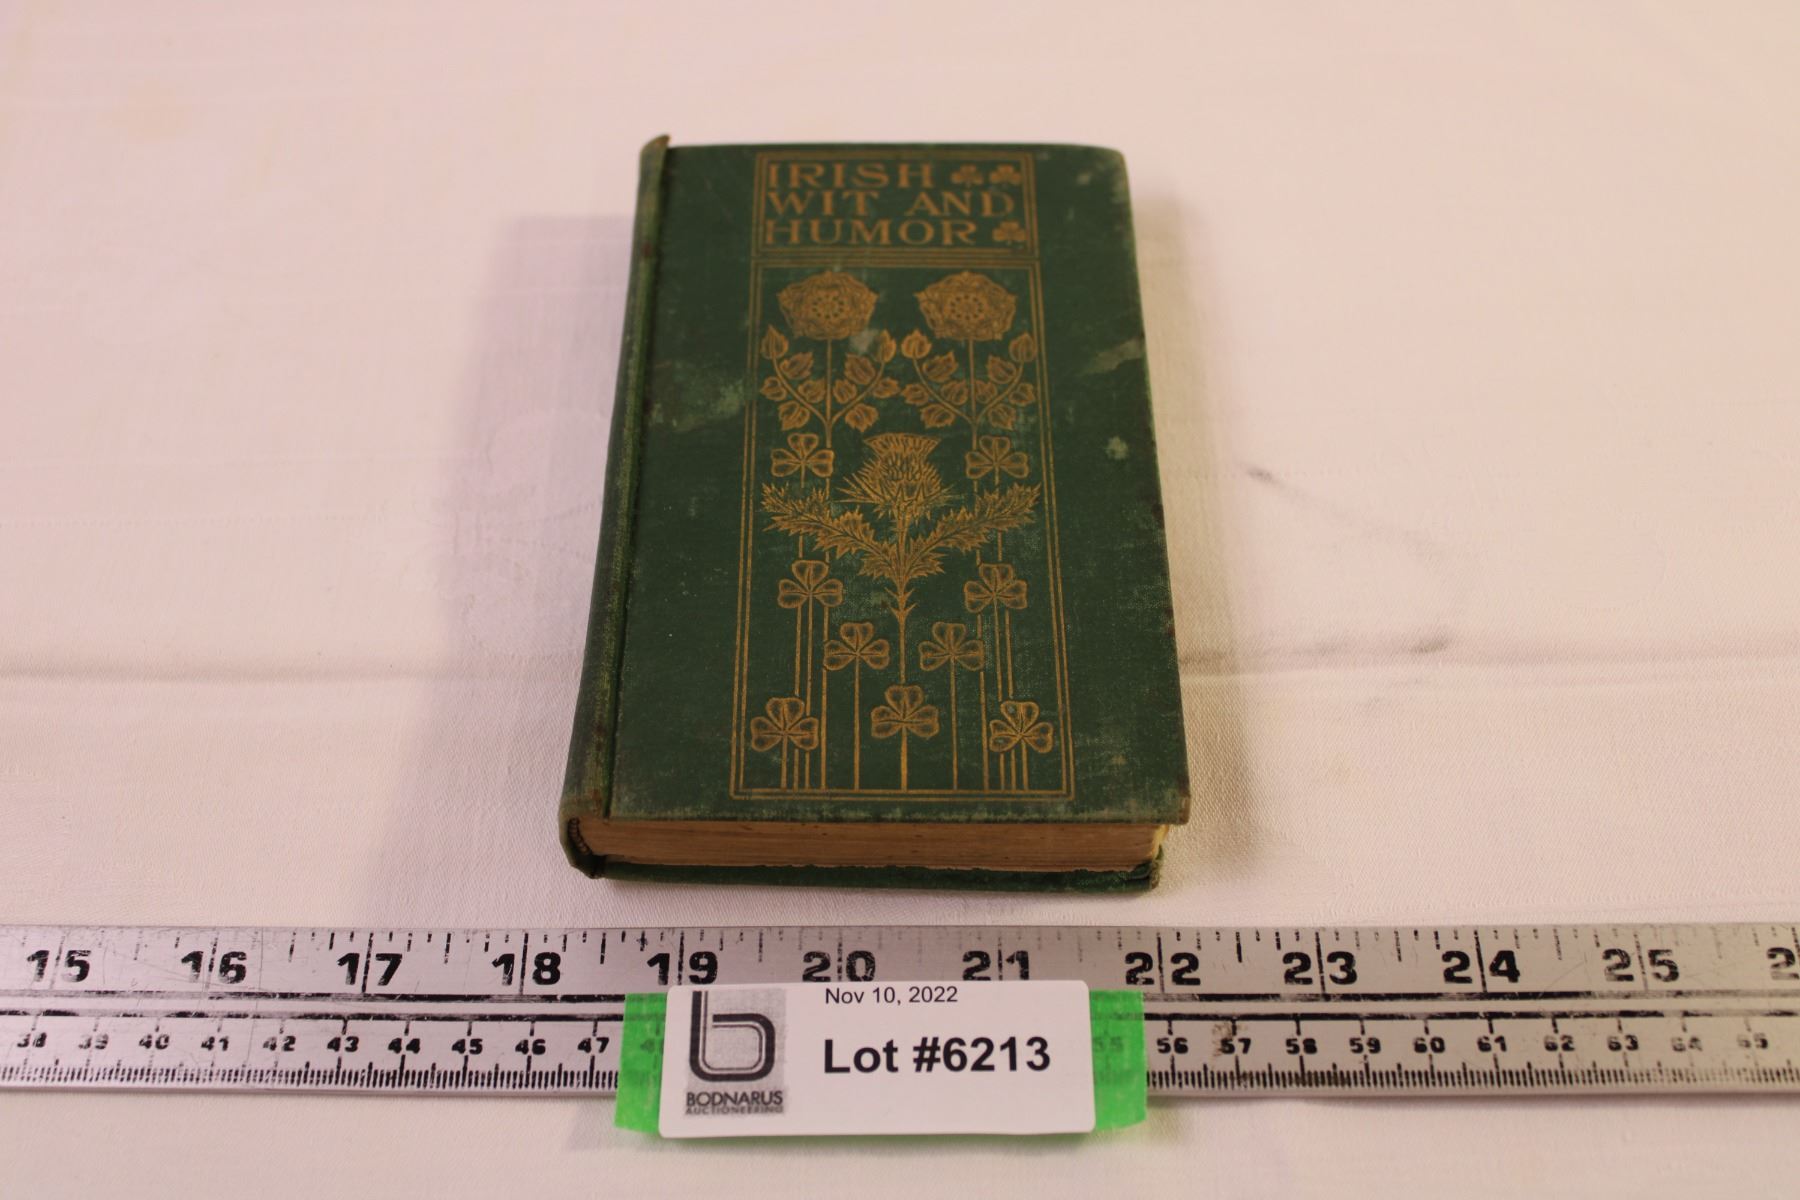 IRISH
WIT AND
HUMOR
15 16 17 18 19 20 21 22 23 24 25 2
38 39 40 41 42 43 44 45 46 47 55 56 57 58 59 60 61 62 63 64 65
Nov 10, 2022
Lot #6213
b
BODNARUS
AUCTIONEERING